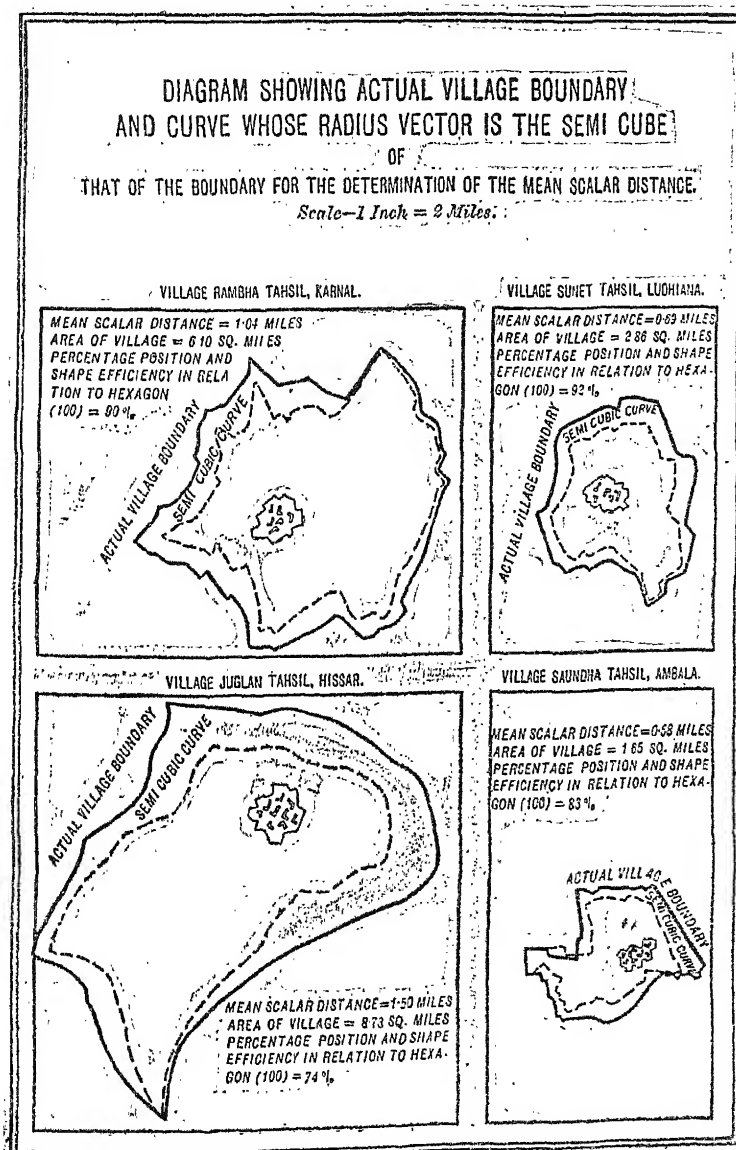 DIAGRAM SHOWING ACTUAL VILLAGE BOUNDARY
AND CURVE WHOSE RADIUS VECTOR IS THE SEMI CUBE
OF
THAT OF THE BOUNDARY FOR THE DETERMINATION OF THE MEAN SCALAR DISTANCE.
Scale—1 Inch = 2 Miles.
VILLAGE RAMBHA TAHSIL, KARNAL.
MEAN SCALAR DISTANCE = 1·04 MILES
AREA OF VILLAGE = 6·10 SQ. MILES
PERCENTAGE POSITION AND
SHAPE EFFICIENCY IN RELA
TION TO HEXAGON
(100) = 90%
ACTUAL VILLAGE BOUNDARY
SEMI CUBIC CURVE
VILLAGE SUNET TAHSIL, LUDHIANA.
MEAN SCALAR DISTANCE=0·69 MILES
AREA OF VILLAGE = 2·86 SQ. MILES
PERCENTAGE POSITION AND SHAPE
EFFICIENCY IN RELATION TO HEXA-
GON (100) = 92%
ACTUAL VILLAGE BOUNDARY
SEMI CUBIC CURVE
VILLAGE JUGLAN TAHSIL, HISSAR.
ACTUAL VILLAGE BOUNDARY
SEMI CUBIC CURVE
MEAN SCALAR DISTANCE=1·50 MILES
AREA OF VILLAGE = 8·73 SQ. MILES
PERCENTAGE POSITION AND SHAPE
EFFICIENCY IN RELATION TO HEXA-
GON (100) = 74%
VILLAGE SAUNDHA TAHSIL, AMBALA.
MEAN SCALAR DISTANCE=0·58 MILES
AREA OF VILLAGE = 1·65 SQ. MILES
PERCENTAGE POSITION AND SHAPE
EFFICIENCY IN RELATION TO HEXA-
GON (100) = 83%
ACTUAL VILLAGE BOUNDARY
SEMI CUBIC CURVE